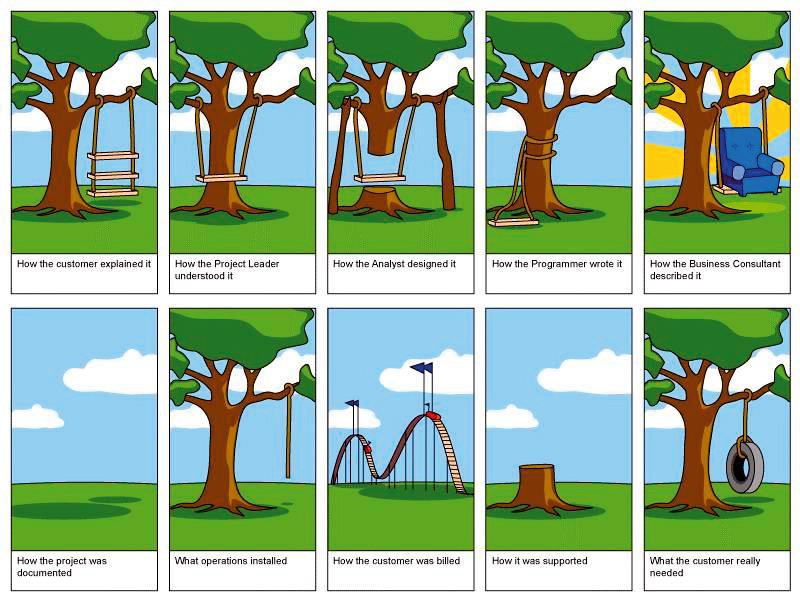 How the customer explained it
How the Project Leader
understood it
How the Analyst designed it
How the Programmer wrote it
How the Business Consultant
described it
How the project was
documented
What operations installed
How the customer was billed
How it was supported
What the customer really
needed